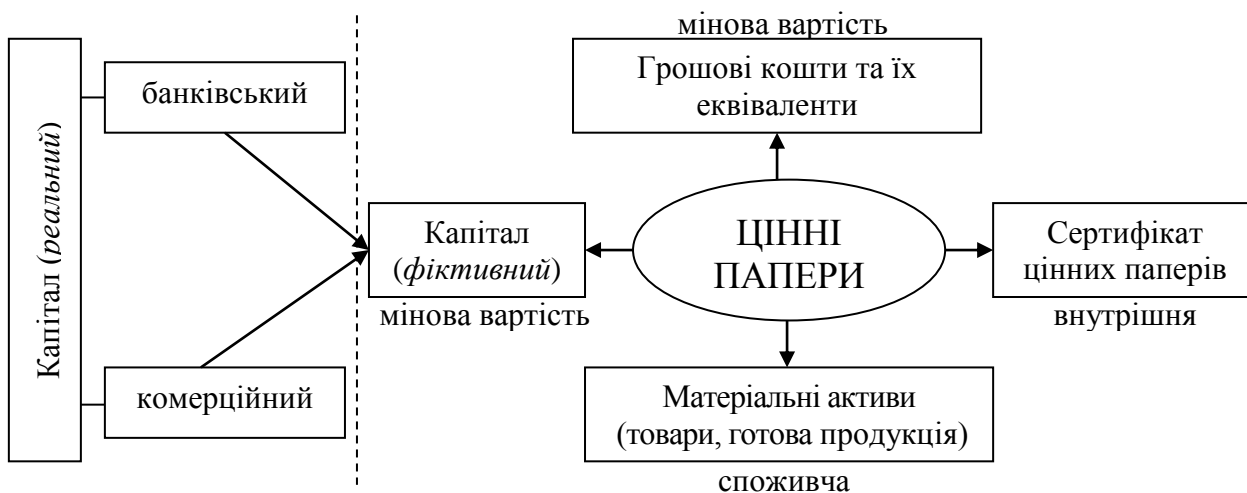 Капітал (реальний)
банківський
комерційний
мінова вартість
Грошові кошти та їх
еквіваленти
Капітал
(фіктивний)
мінова вартість
ЦІННІ
ПАПЕРИ
Сертифікат
цінних паперів
внутрішня
Матеріальні активи
(товари, готова продукція)
споживча